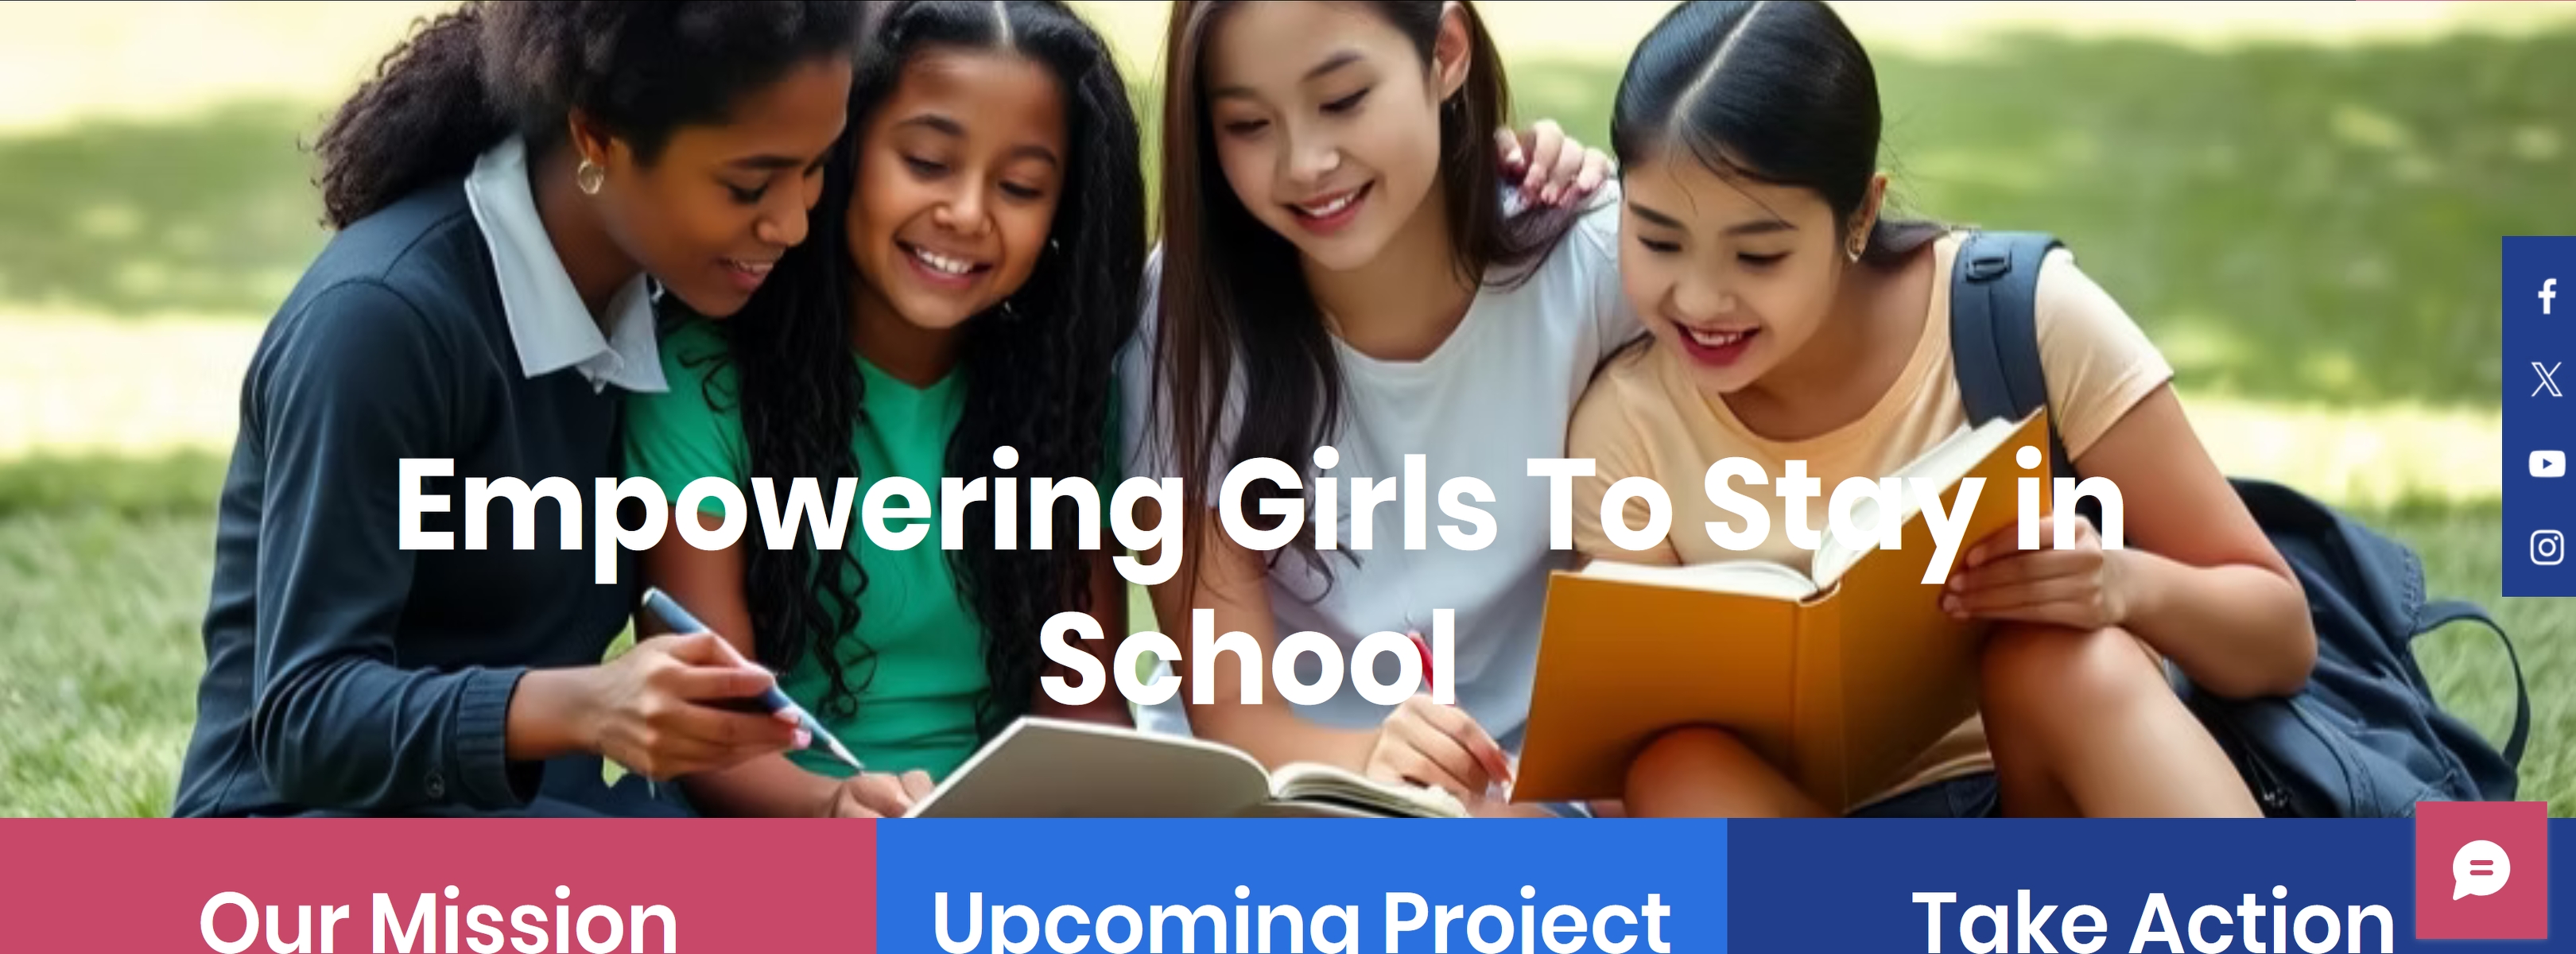 Empowering Girls To Stay in
School
Our Mission
Upcoming Project
Take Action